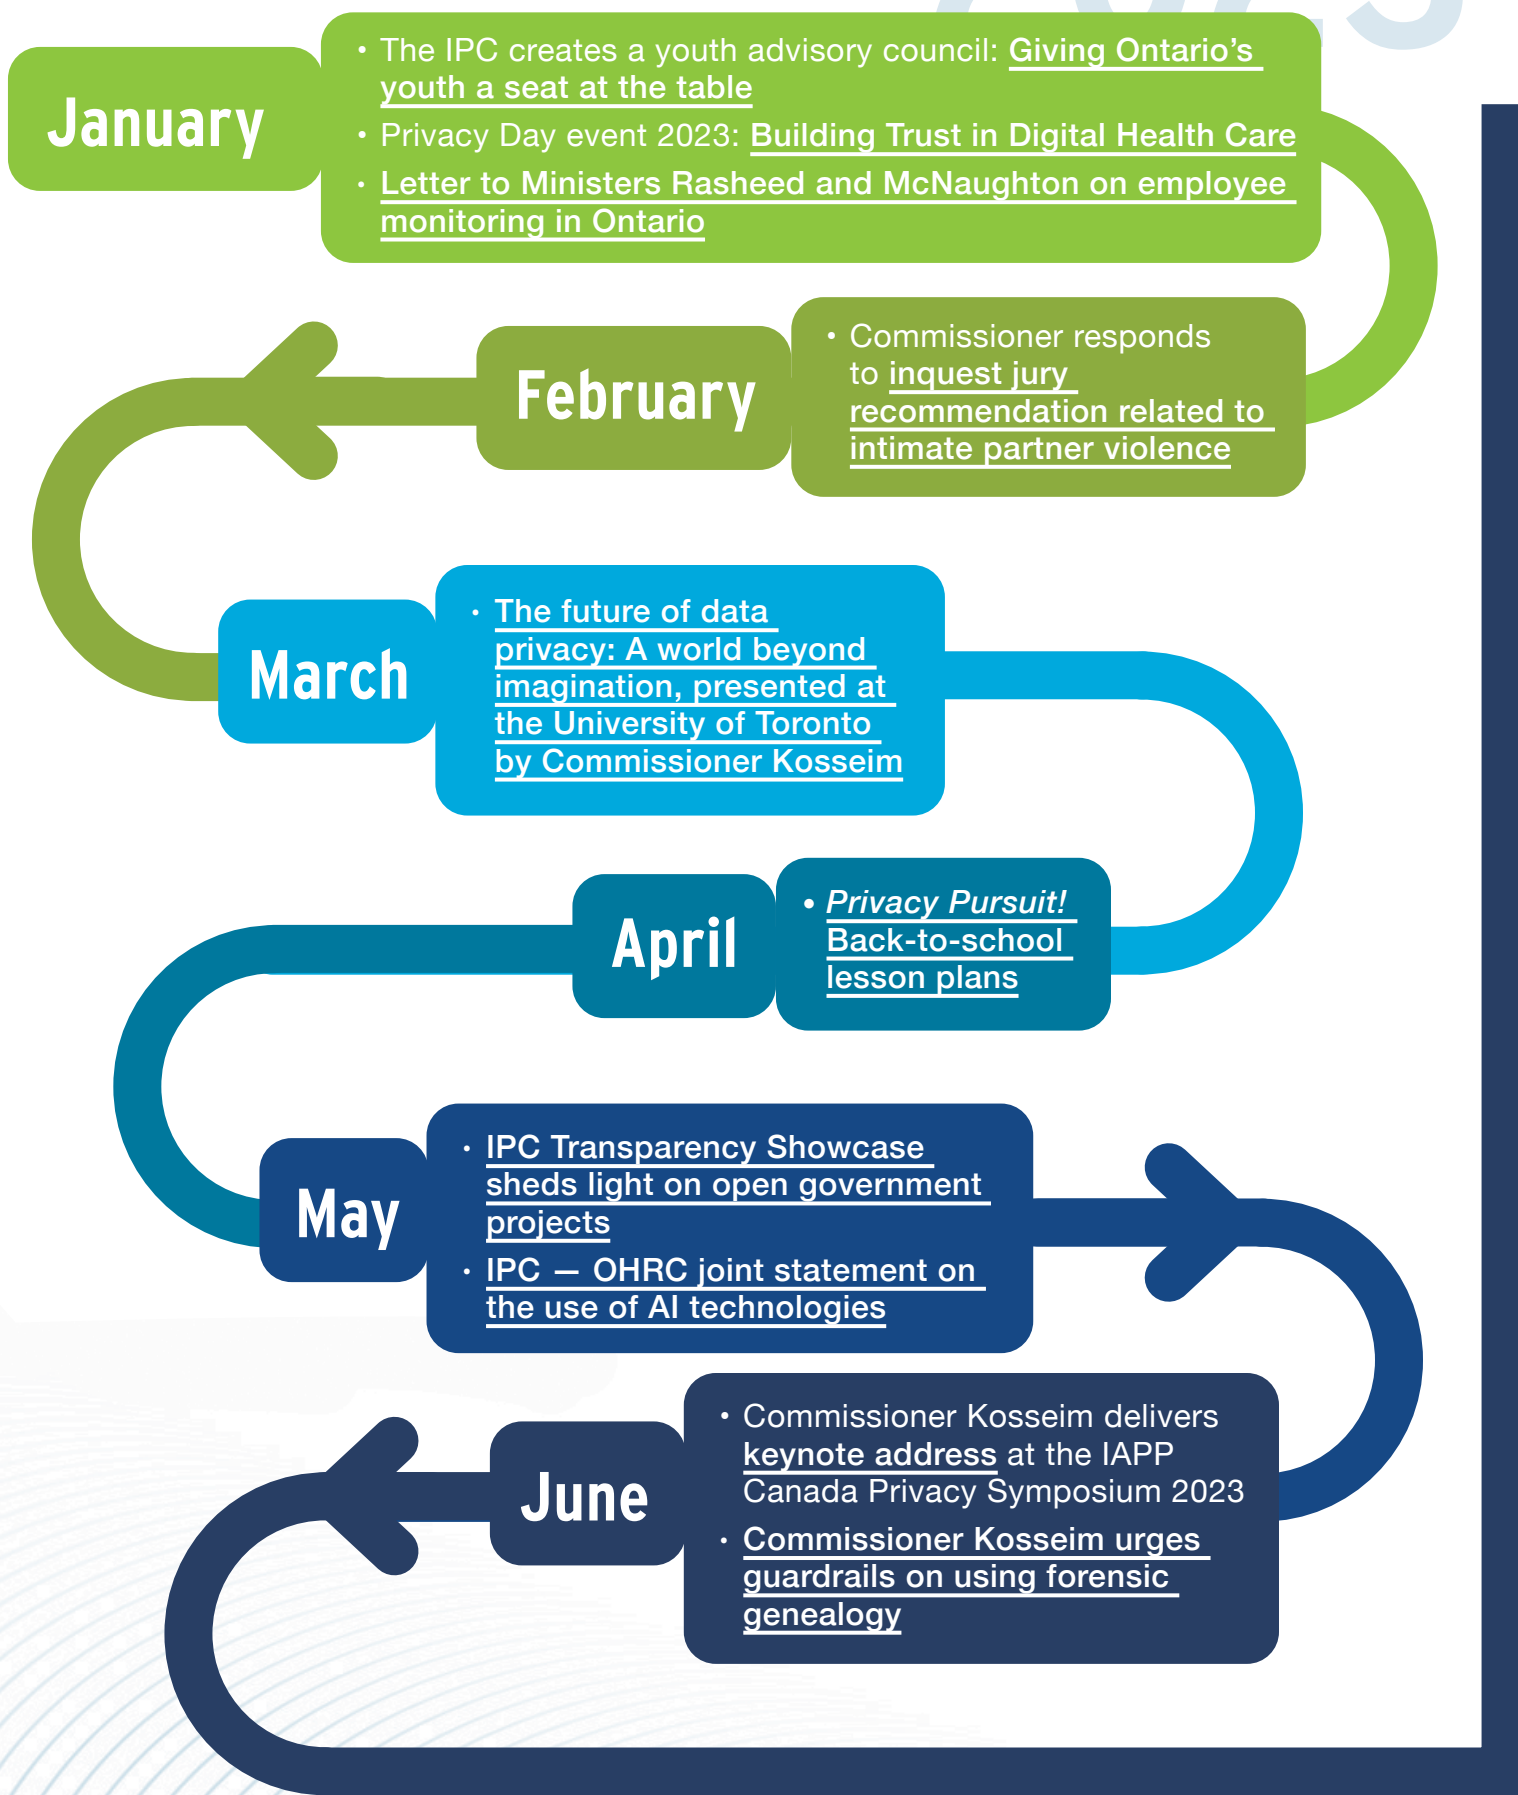 2023
January
• The IPC creates a youth advisory council: Giving Ontario’s
youth a seat at the table
• Privacy Day event 2023: Building Trust in Digital Health Care
• Letter to Ministers Rasheed and McNaughton on employee
monitoring in Ontario
February
• Commissioner responds
to inquest jury
recommendation related to
intimate partner violence
March
• The future of data
privacy: A world beyond
imagination, presented at
the University of Toronto
by Commissioner Kosseim
April
• Privacy Pursuit!
Back-to-school
lesson plans
May
• IPC Transparency Showcase
sheds light on open government
projects
• IPC — OHRC joint statement on
the use of AI technologies
June
• Commissioner Kosseim delivers
keynote address at the IAPP
Canada Privacy Symposium 2023
• Commissioner Kosseim urges
guardrails on using forensic
genealogy